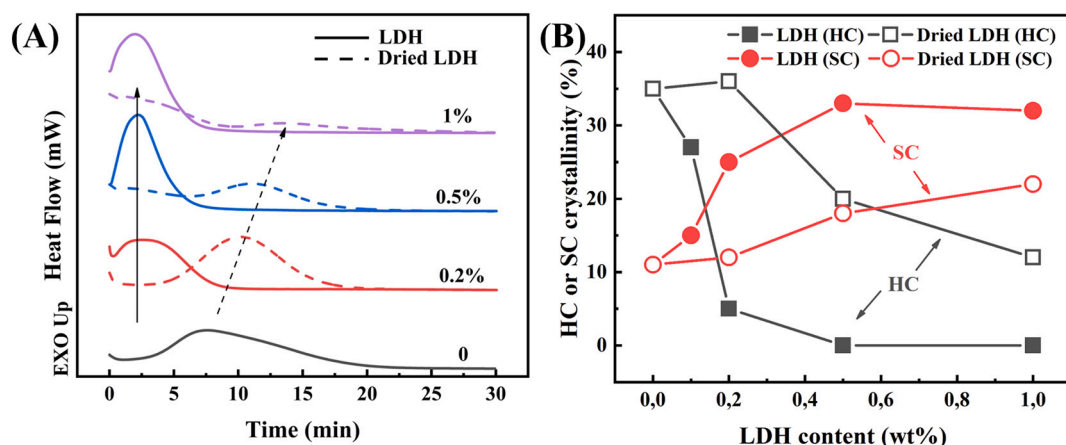 (A)
LDH
Dried LDH
1%
0.5%
0.2%
0
Heat Flow (mW)
EXO Up
0 5 10 15 20 25 30
Time (min)
(B)
LDH (HC) Dried LDH (HC)
LDH (SC) Dried LDH (SC)
SC
HC
HC or SC crystallinity (%)
40
30
20
10
0
0,0 0,2 0,4 0,6 0,8 1,0
LDH content (wt%)